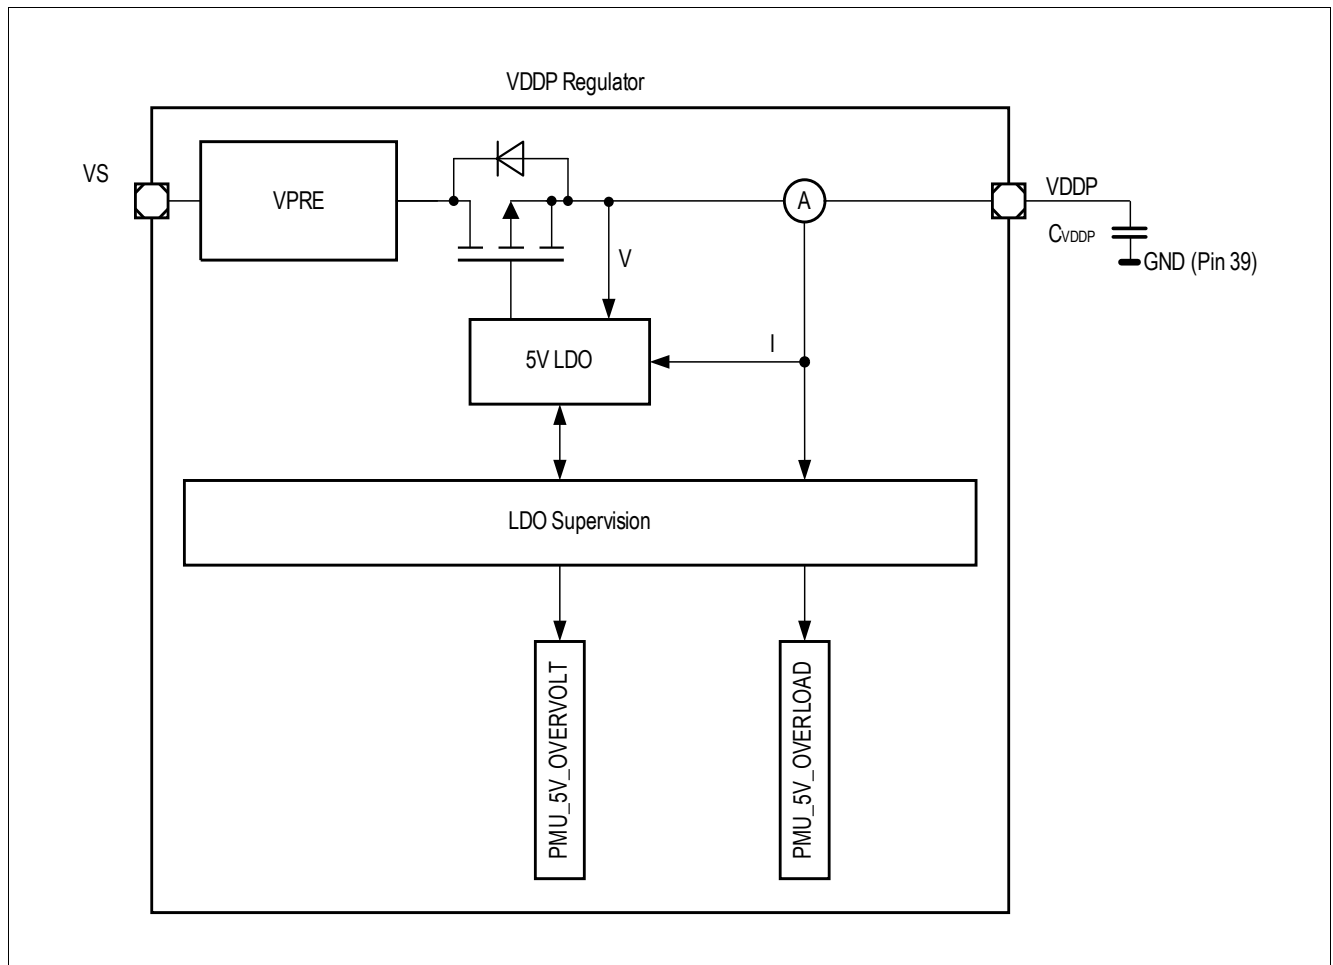 VDDP Regulator
VS
VPRE
A
VDDP
CVDDP
GND (Pin 39)
V
5V LDO
I
LDO Supervision
PMU_5V_OVERVOLT
PMU_5V_OVERLOAD